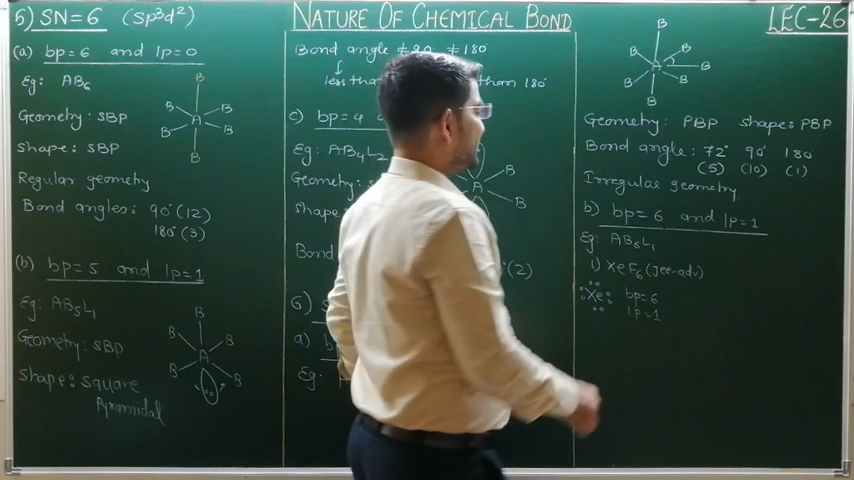 NATURE OF CHEMICAL BOND
LEC-26
5) SN=6 (sp³d²)
(a) bp=6 and lp=0
Eg: AB₆
Geometry: SBP
Shape: SBP
Regular geometry
Bond angles: 90° (12)
180° (3)
B
B B
A
B B
B
(b) bp=5 and lp=1
Eg: AB₅L₁
Geometry: SBP
Shape: Square
Pyramidal
B
B B
A
B B
Bond angle ≠ 90 ≠ 180°
less than 180
c) bp=4
Eg: AB₄L₂
Geometry:
Shape
Bond (2)
A B
B
6)
a)
Eg:
B
B B
A B
B B
B
Geometry: PBP Shape: PBP
Bond angle: 72° 90° 180
(5) (10) (1)
Irregular geometry
b) bp=6 and lp=1
Eg: AB₆L₁
1) XeF₆ (Jee-adv)
Xe bp=6
lp=1